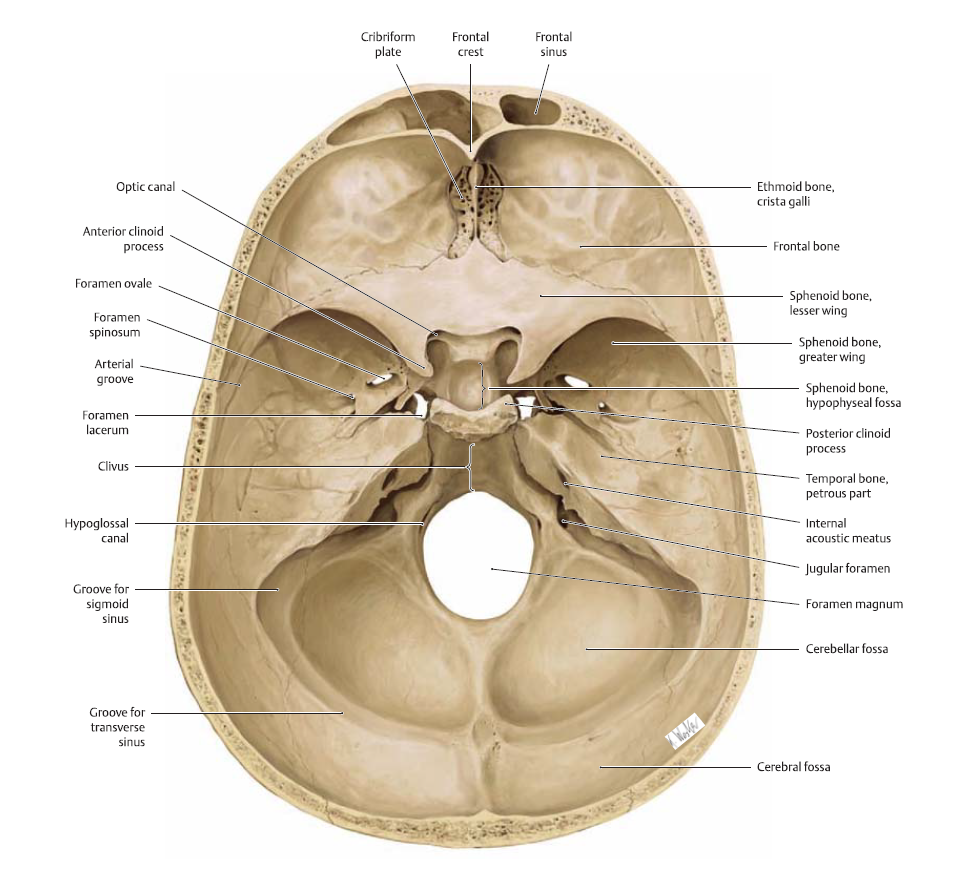 Cribriform
plate
Frontal
crest
Frontal
sinus
Optic canal
Anterior clinoid
process
Foramen ovale
Foramen
spinosum
Arterial
groove
Foramen
lacerum
Clivus
Hypoglossal
canal
Groove for
sigmoid
sinus
Groove for
transverse
sinus
Ethmoid bone,
crista galli
Frontal bone
Sphenoid bone,
lesser wing
Sphenoid bone,
greater wing
Sphenoid bone,
hypophyseal fossa
Posterior clinoid
process
Temporal bone,
petrous part
Internal
acoustic meatus
Jugular foramen
Foramen magnum
Cerebellar fossa
Cerebral fossa